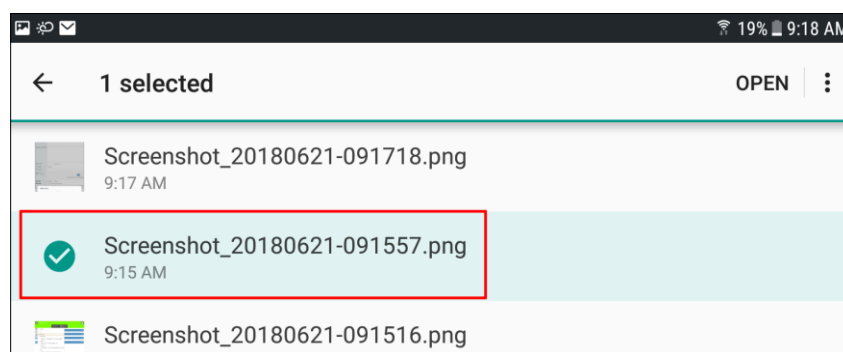 19% 9:18 AM
1 selected
OPEN
Screenshot_20180621-091718.png
9:17 AM
Screenshot_20180621-091557.png
9:15 AM
Screenshot_20180621-091516.png